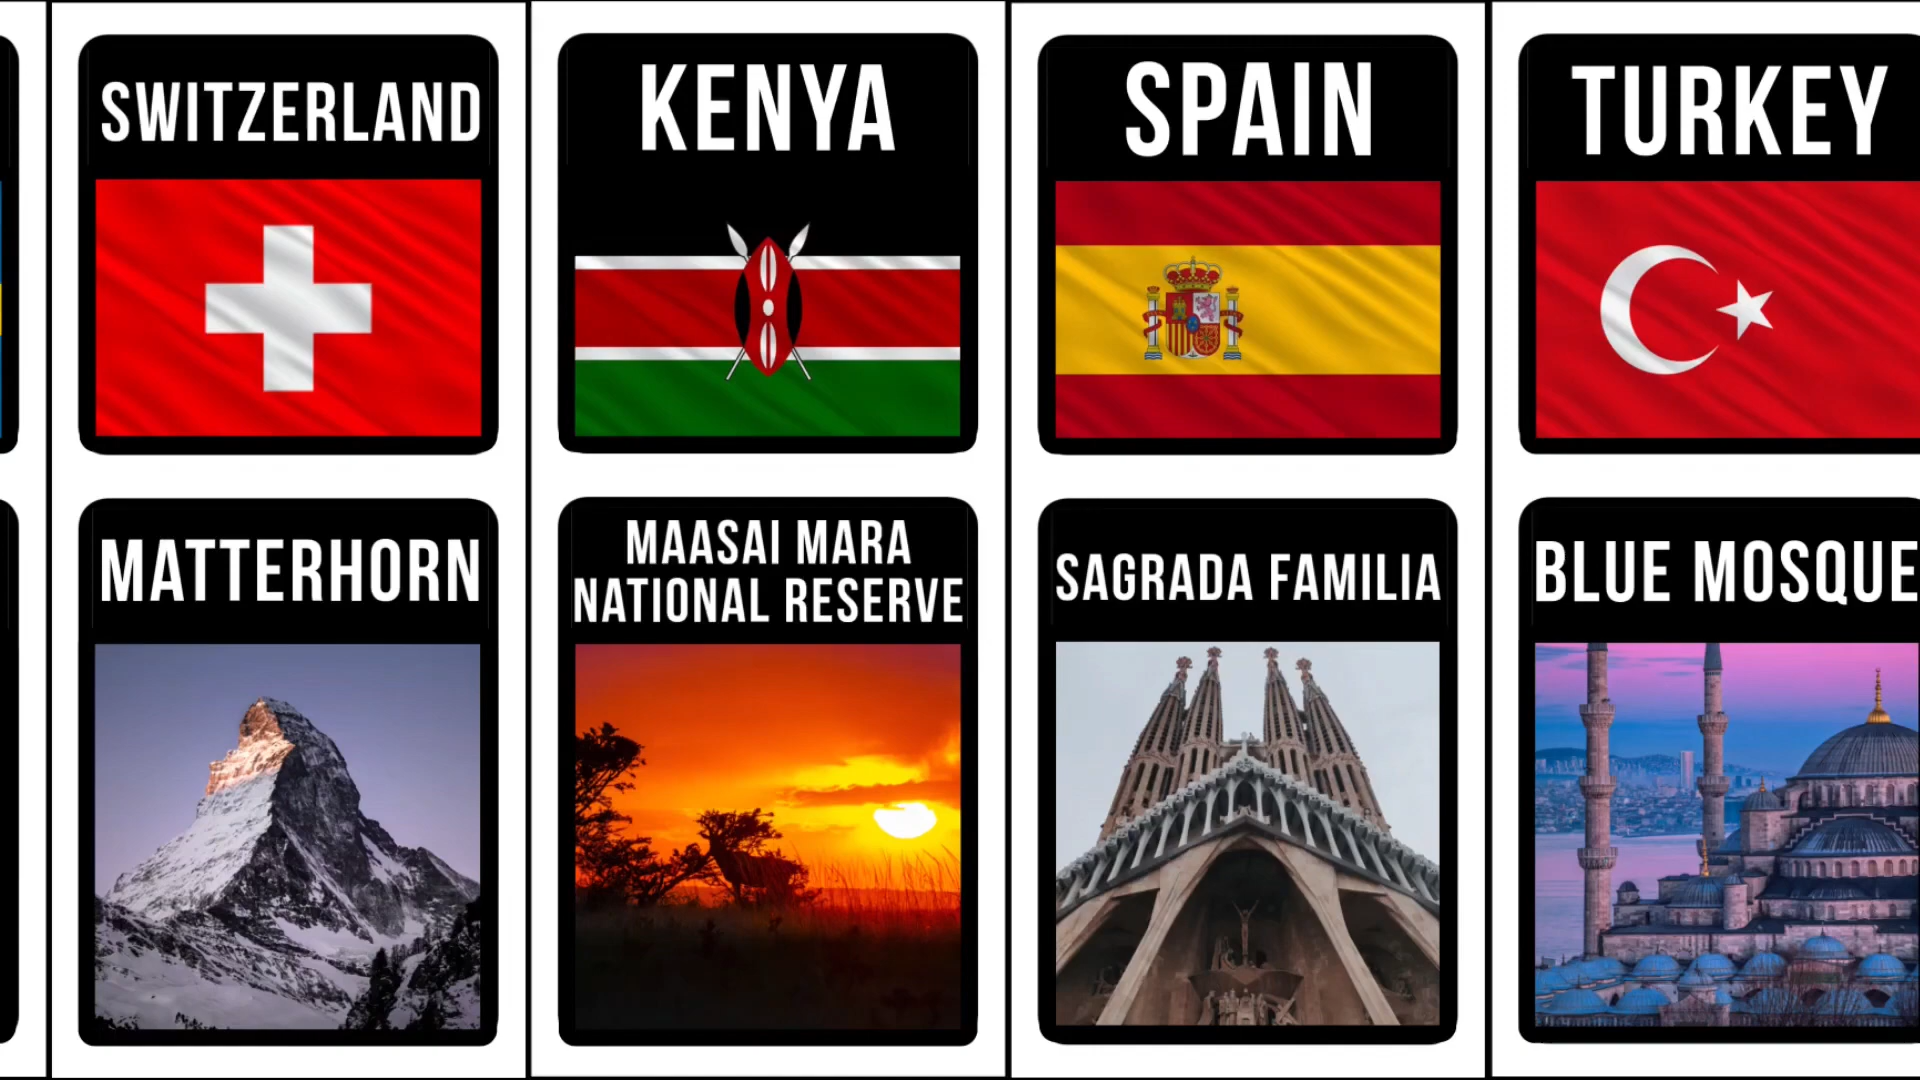 SWITZERLAND
KENYA
SPAIN
TURKEY
MATTERHORN
MAASAI MARA
NATIONAL RESERVE
SAGRADA FAMILIA
BLUE MOSQUE